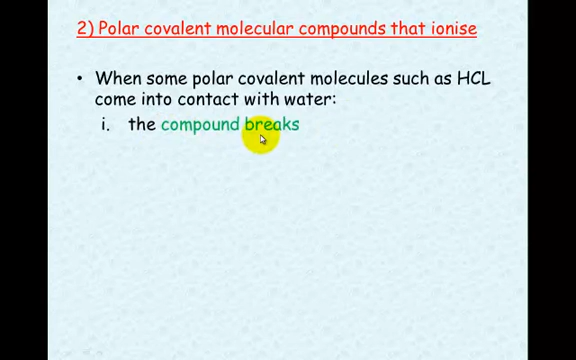 2) Polar covalent molecular compounds that ionise
• When some polar covalent molecules such as HCL
come into contact with water:
i. the compound breaks